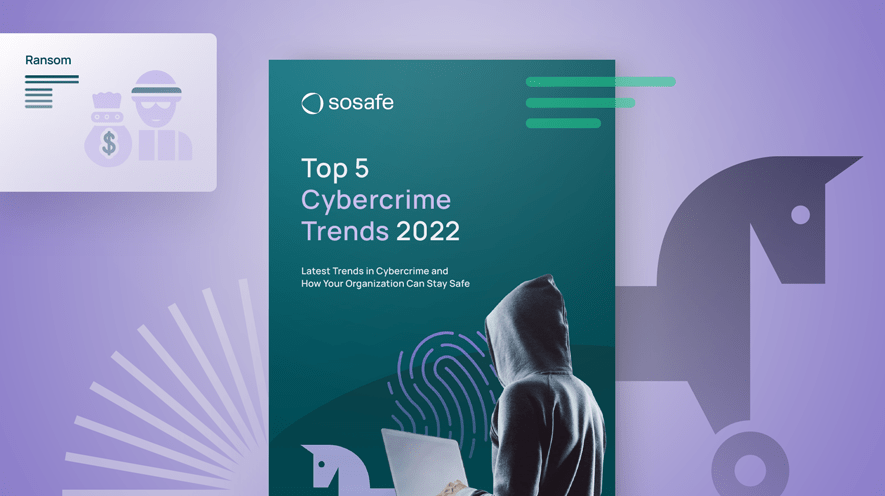 Ransom
$
sosafe
Top 5
Cybercrime
Trends 2022
Latest Trends in Cybercrime and
How Your Organization Can Stay Safe